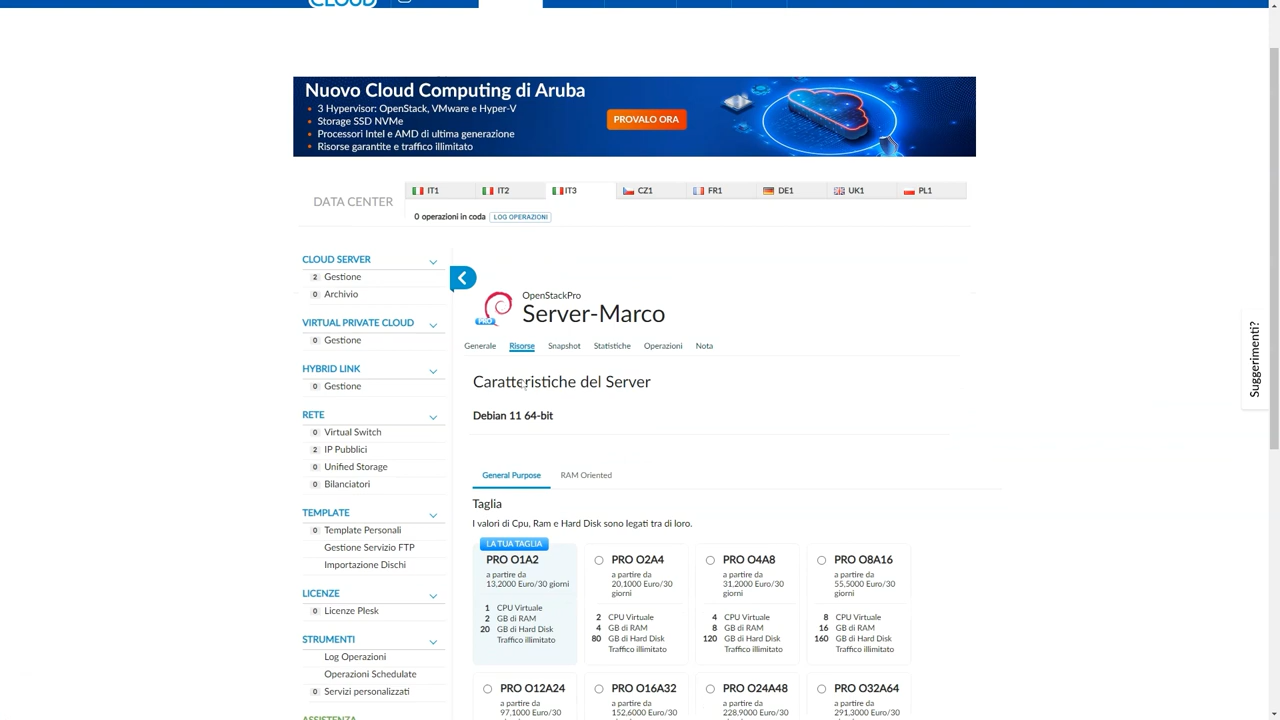 CLOUD
Nuovo Cloud Computing di Aruba
• 3 Hypervisor: OpenStack, VMware e Hyper-V
• Storage SSD NVMe
• Processori Intel e AMD di ultima generazione
• Risorse garantite e traffico illimitato
PROVALO ORA
DATA CENTER
IT1 IT2 IT3 CZ1 FR1 DE1 UK1 PL1
0 operazioni in coda LOG OPERAZIONI
CLOUD SERVER
2 Gestione
0 Archivio
VIRTUAL PRIVATE CLOUD
0 Gestione
HYBRID LINK
0 Gestione
RETE
0 Virtual Switch
2 IP Pubblici
0 Unified Storage
0 Bilanciatori
TEMPLATE
0 Template Personali
Gestione Servizio FTP
Importazione Dischi
LICENZE
0 Licenze Plesk
STRUMENTI
Log Operazioni
Operazioni Schedulate
0 Servizi personalizzati
ASSISTENZA
PRO
OpenStackPro
Server-Marco
Generale Risorse Snapshot Statistiche Operazioni Nota
Caratteristiche del Server
Debian 11 64-bit
General Purpose RAM Oriented
Taglia
I valori di Cpu, Ram e Hard Disk sono legati tra di loro.
LA TUA TAGLIA
PRO O1A2
a partire da
13,2000 Euro/30 giorni
1 CPU Virtuale
2 GB di RAM
20 GB di Hard Disk
Traffico illimitato
PRO O2A4
a partire da
20,1000 Euro/30
giorni
2 CPU Virtuale
4 GB di RAM
80 GB di Hard Disk
Traffico illimitato
PRO O4A8
a partire da
31,2000 Euro/30
giorni
4 CPU Virtuale
8 GB di RAM
120 GB di Hard Disk
Traffico illimitato
PRO O8A16
a partire da
55,5000 Euro/30
giorni
8 CPU Virtuale
16 GB di RAM
160 GB di Hard Disk
Traffico illimitato
PRO O12A24
a partire da
97,1000 Euro/30
PRO O16A32
a partire da
152,6000 Euro/30
PRO O24A48
a partire da
228,9000 Euro/30
PRO O32A64
a partire da
291,3000 Euro/30
Suggerimenti?